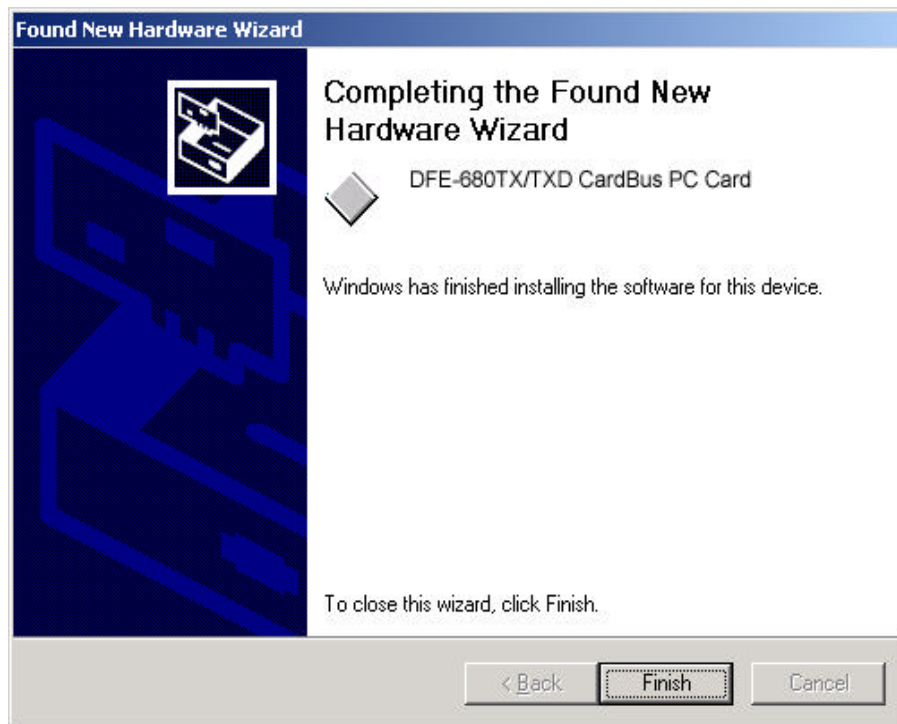 Found New Hardware Wizard
Completing the Found New
Hardware Wizard
DFE-680TX/TXD CardBus PC Card
Windows has finished installing the software for this device.
To close this wizard, click Finish.
< Back
Finish
Cancel